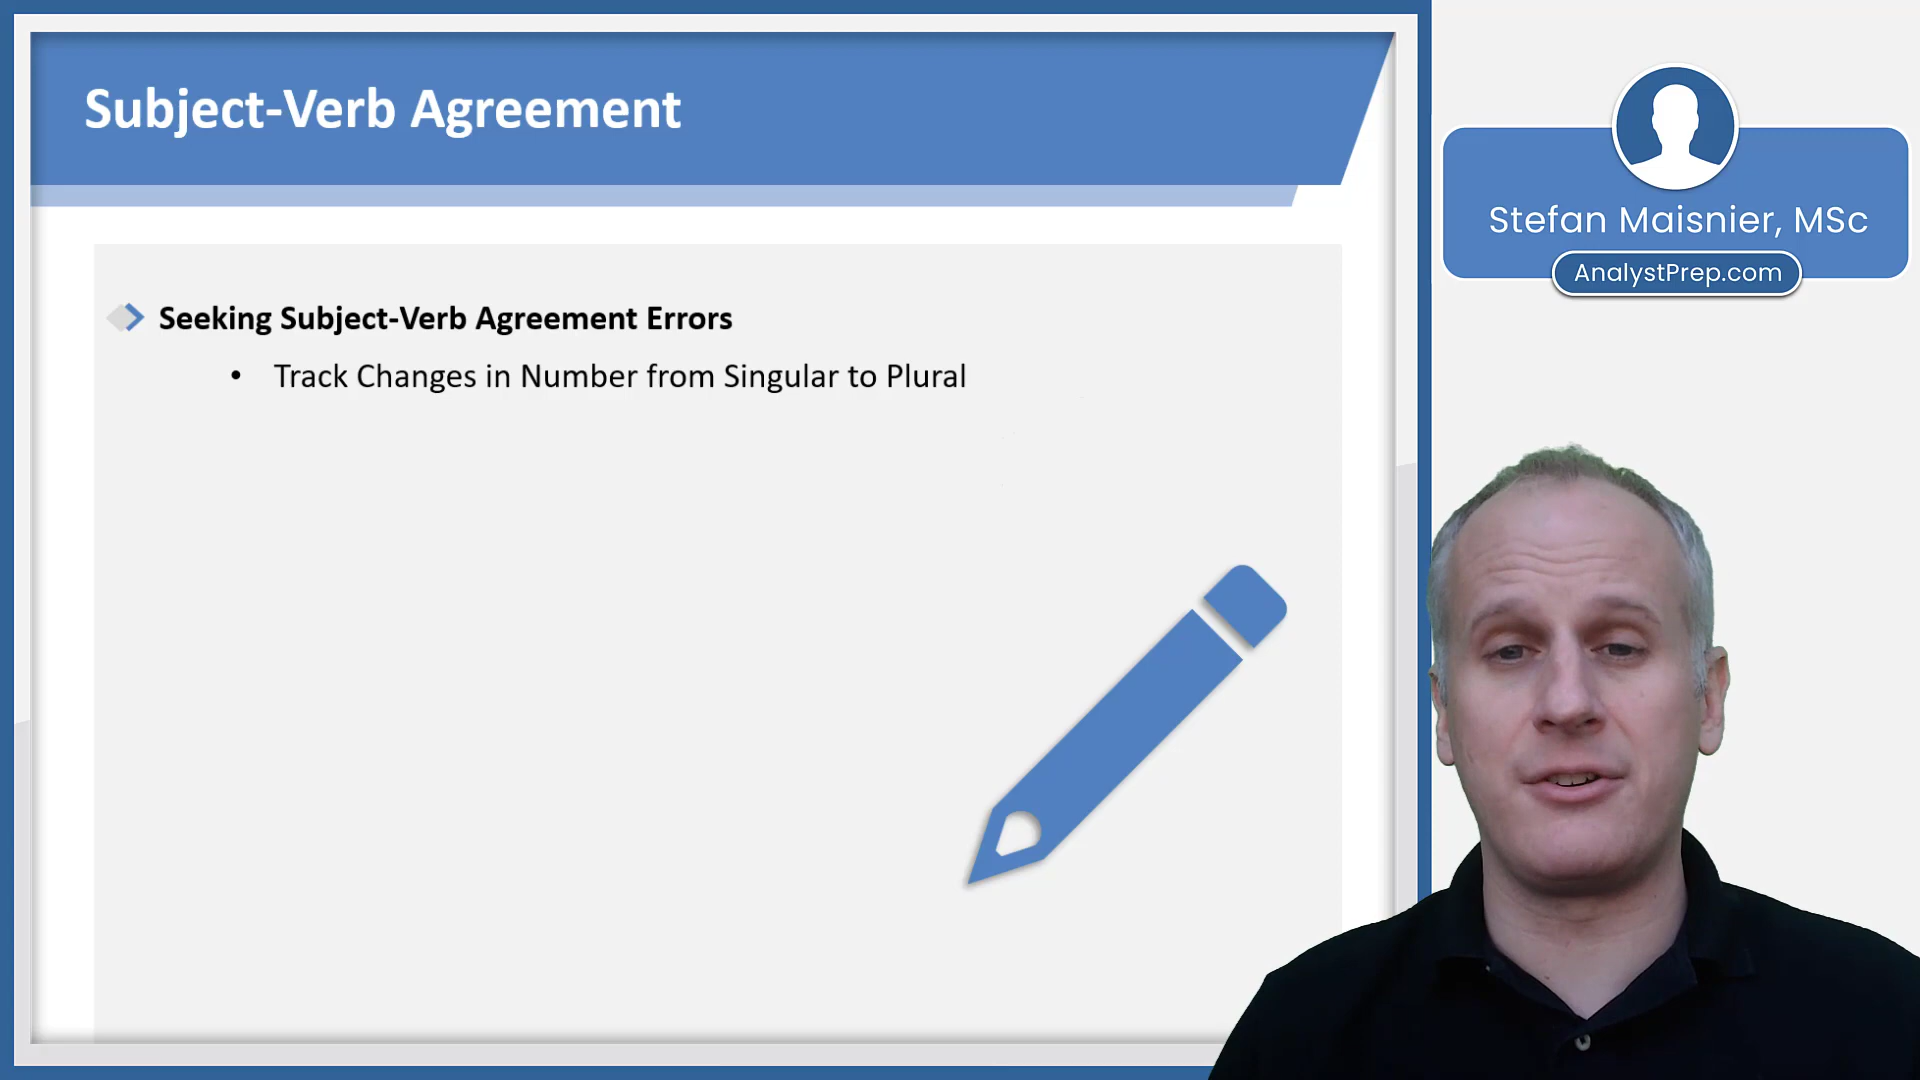 Subject-Verb Agreement
Seeking Subject-Verb Agreement Errors
• Track Changes in Number from Singular to Plural
Stefan Maisnier, MSc
AnalystPrep.com